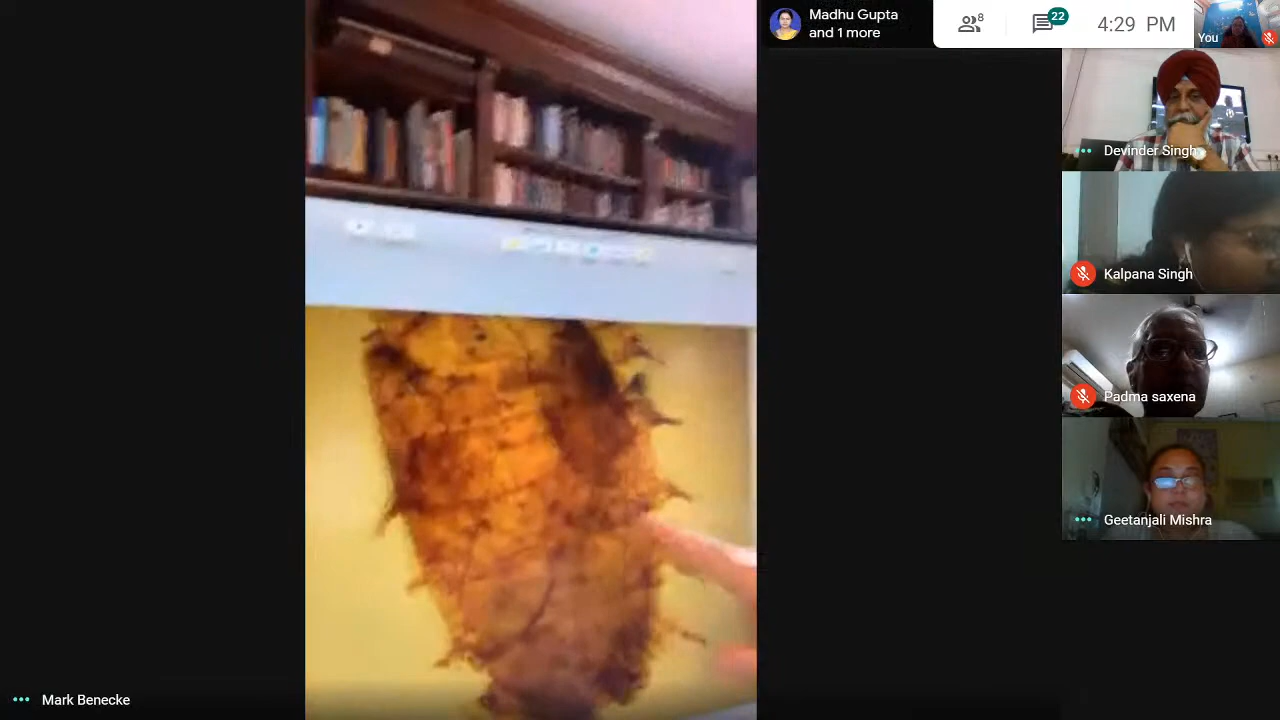 Madhu Gupta
and 1 more
8
22
4:29 PM
You
Devinder Singh
Kalpana Singh
Padma saxena
Geetanjali Mishra
Mark Benecke